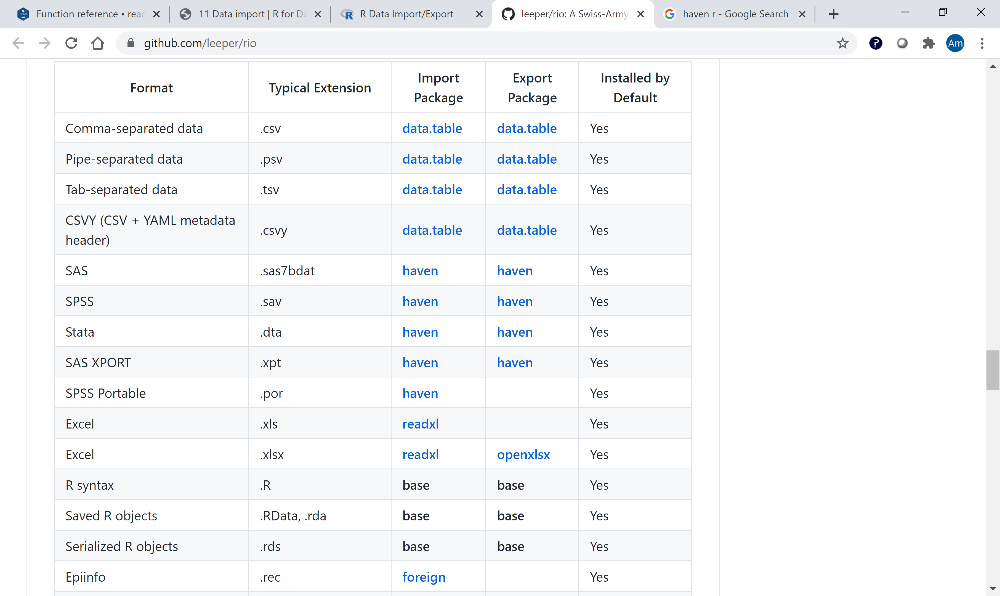 Function reference • read
11 Data import | R for Da
R Data Import/Export
leeper/rio: A Swiss-Army
haven r - Google Search
github.com/leeper/rio
Am
Format Typical Extension Import Package Export Package Installed by Default
Comma-separated data .csv data.table data.table Yes
Pipe-separated data .psv data.table data.table Yes
Tab-separated data .tsv data.table data.table Yes
CSVY (CSV + YAML metadata header) .csvy data.table data.table Yes
SAS .sas7bdat haven haven Yes
SPSS .sav haven haven Yes
Stata .dta haven haven Yes
SAS XPORT .xpt haven haven Yes
SPSS Portable .por haven Yes
Excel .xls readxl Yes
Excel .xlsx readxl openxlsx Yes
R syntax .R base base Yes
Saved R objects .RData, .rda base base Yes
Serialized R objects .rds base base Yes
Epiinfo .rec foreign Yes